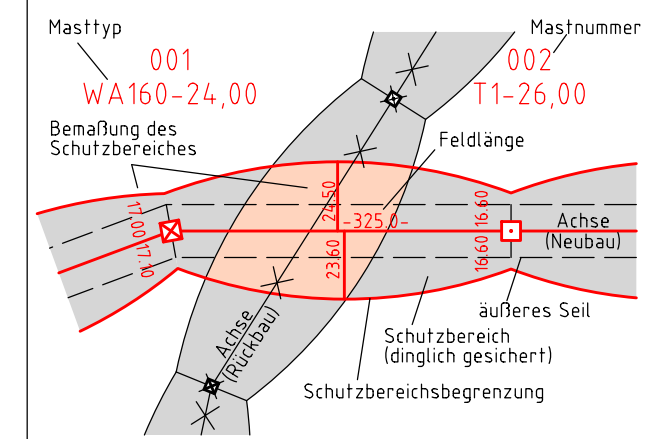 Masttyp
Mastnummer
001
002
WA160-24,00
T1-26,00
Bemaßung des
Schutzbereiches
Feldlänge
24.50
-325.0-
23.60
17.00
17.10
16.60
16.60
Achse
(Neubau)
Achse
(Rückbau)
äußeres Seil
Schutzbereich
(dinglich gesichert)
Schutzbereichsbegrenzung